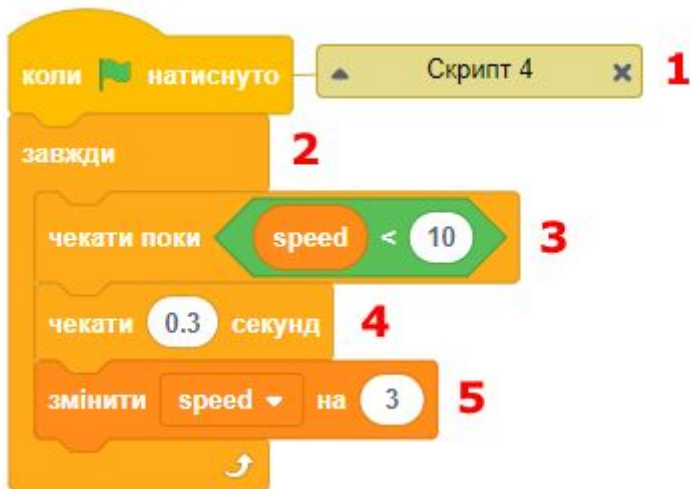 коли натиснуто Скрипт 4 1
завжди 2
чекати поки speed < 10 3
чекати 0.3 секунд 4
змінити speed на 3 5